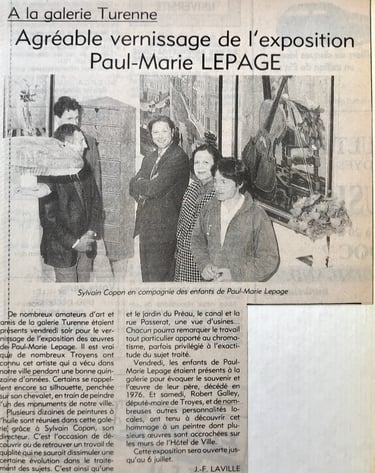 A la galerie Turenne
Agréable vernissage de l'exposition
Paul-Marie LEPAGE
Sylvain Copon en compagnie des enfants de Paul-Marie Lepage
De nombreux amateurs d'art et
amis de la galerie Turenne étaient
présents vendredi soir pour le ver-
nissage de l'exposition des œuvres
de Paul-Marie Lepage. Il est vrai
que de nombreux Troyens ont
connu cet artiste qui a vécu dans
notre ville pendant une bonne quin-
zaine d'années. Certains se rappel-
lent encore sa silhouette, penchée
sur son chevalet, en train de peindre
l'un des monuments de notre ville.
Plusieurs dizaines de peintures à
l'huile sont réunies dans cette gale-
rie grâce à Sylvain Copon, son
directeur. C'est l'occasion de dé-
couvrir ou de retrouver un travail de
qualité qui ne saurait dissimuler une
certaine évolution dans le traite-
ment des sujets. C'est ainsi qu'une
et le jardin du Préau, le canal et la
rue Passerat, une vue d'usines...
Chacun pourra remarquer le travail
tout particulier apporté au chroma-
tisme, parfois privilégié à l'exacti-
tude du sujet traité.
Vendredi, les enfants de Paul-
Marie Lepage étaient présents à la
galerie pour évoquer le souvenir et
l'œuvre de leur père, décédé en
1976. Et samedi, Robert Galley,
député-maire de Troyes, et de nom-
breuses autres personnalités loca-
les, ont tenu à découvrir cet
hommage à un peintre dont plu-
sieurs œuvres sont accrochées sur
les murs de l'Hôtel de Ville.
Cette exposition sera ouverte jus-
qu'au 6 juillet.
J.-F. LAVILLE